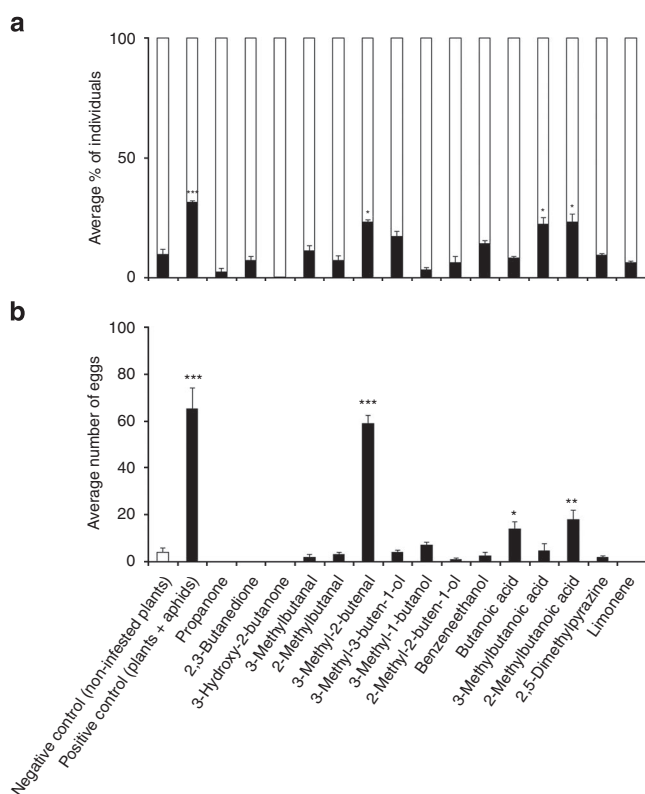 a
100
50
0
Average % of individuals
***
*
*
*
b
100
80
60
40
20
0
Average number of eggs
***
***
*
**
Negative control (non-infested plants)
Positive control (plants + aphids)
Propanone
2,3-Butanedione
3-Hydroxy-2-butanone
3-Methylbutanal
2-Methylbutanal
3-Methyl-2-butenal
3-Methyl-3-buten-1-ol
3-Methyl-1-butanol
2-Methyl-2-buten-1-ol
Benzeneethanol
Butanoic acid
3-Methylbutanoic acid
2-Methylbutanoic acid
2,5-Dimethylpyrazine
Limonene